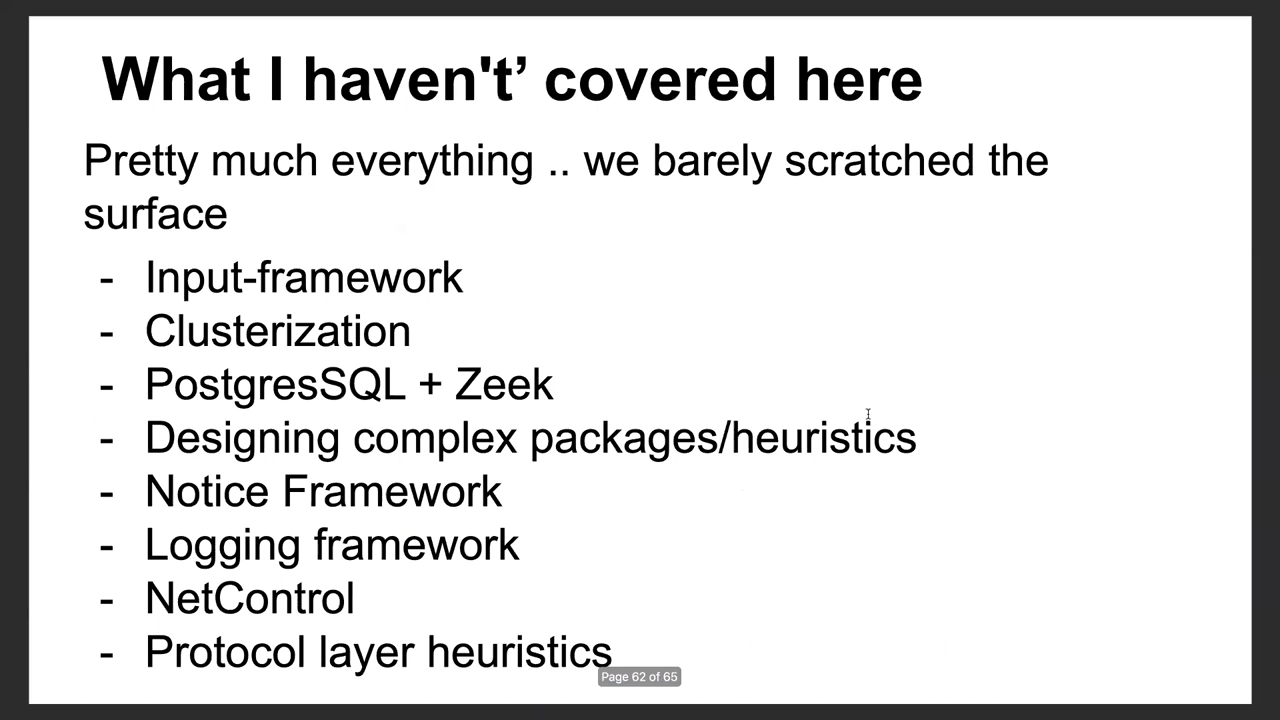 What I haven't’ covered here
Pretty much everything .. we barely scratched the
surface
- Input-framework
- Clusterization
- PostgresSQL + Zeek
- Designing complex packages/heuristics
- Notice Framework
- Logging framework
- NetControl
- Protocol layer heuristics
Page 62 of 65